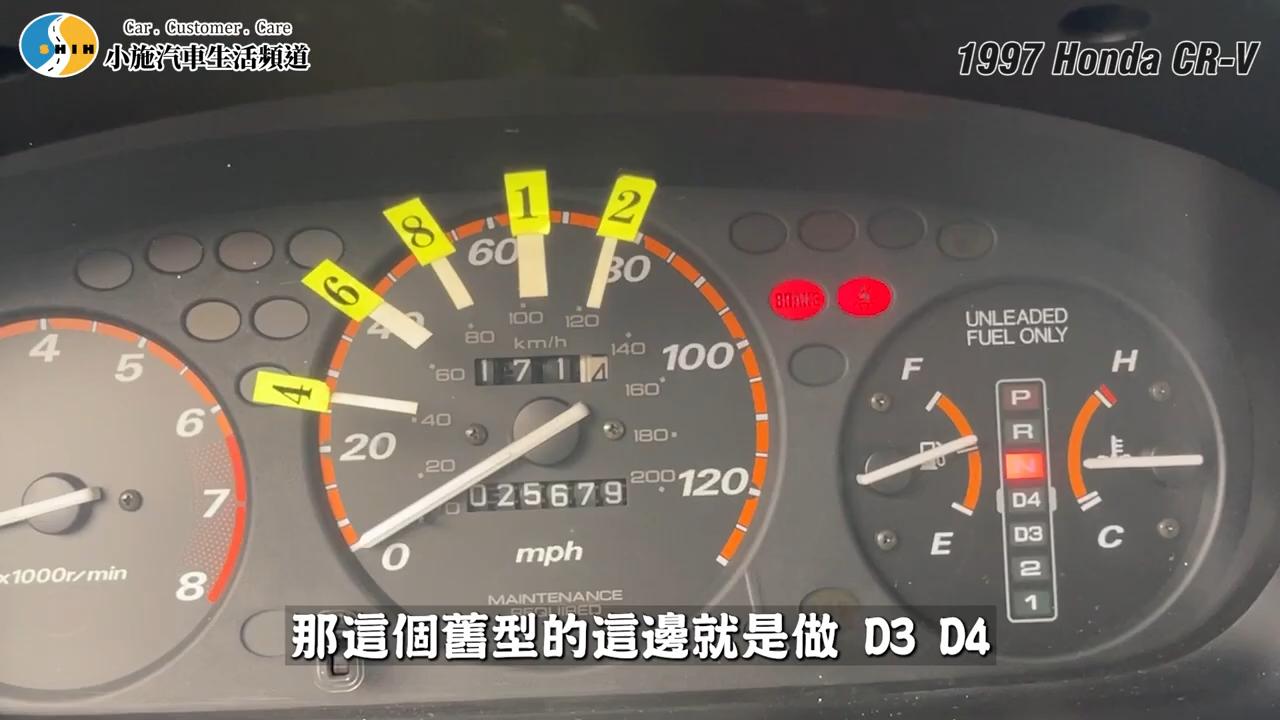 Car. Customer. Care
SHIH
小施汽車生活頻道
1997 Honda CR-V
4
6
8
1
2
0
20
40
60
80
100
120
20
40
60
80
100
120
140
160
180
200
km/h
025679
mph
MAINTENANCE
REQUIRED
4
5
6
7
8
x1000r/min
BRAKE
UNLEADED
FUEL ONLY
F
E
H
C
P
R
N
D4
D3
2
1
那這個舊型的這邊就是做 D3 D4